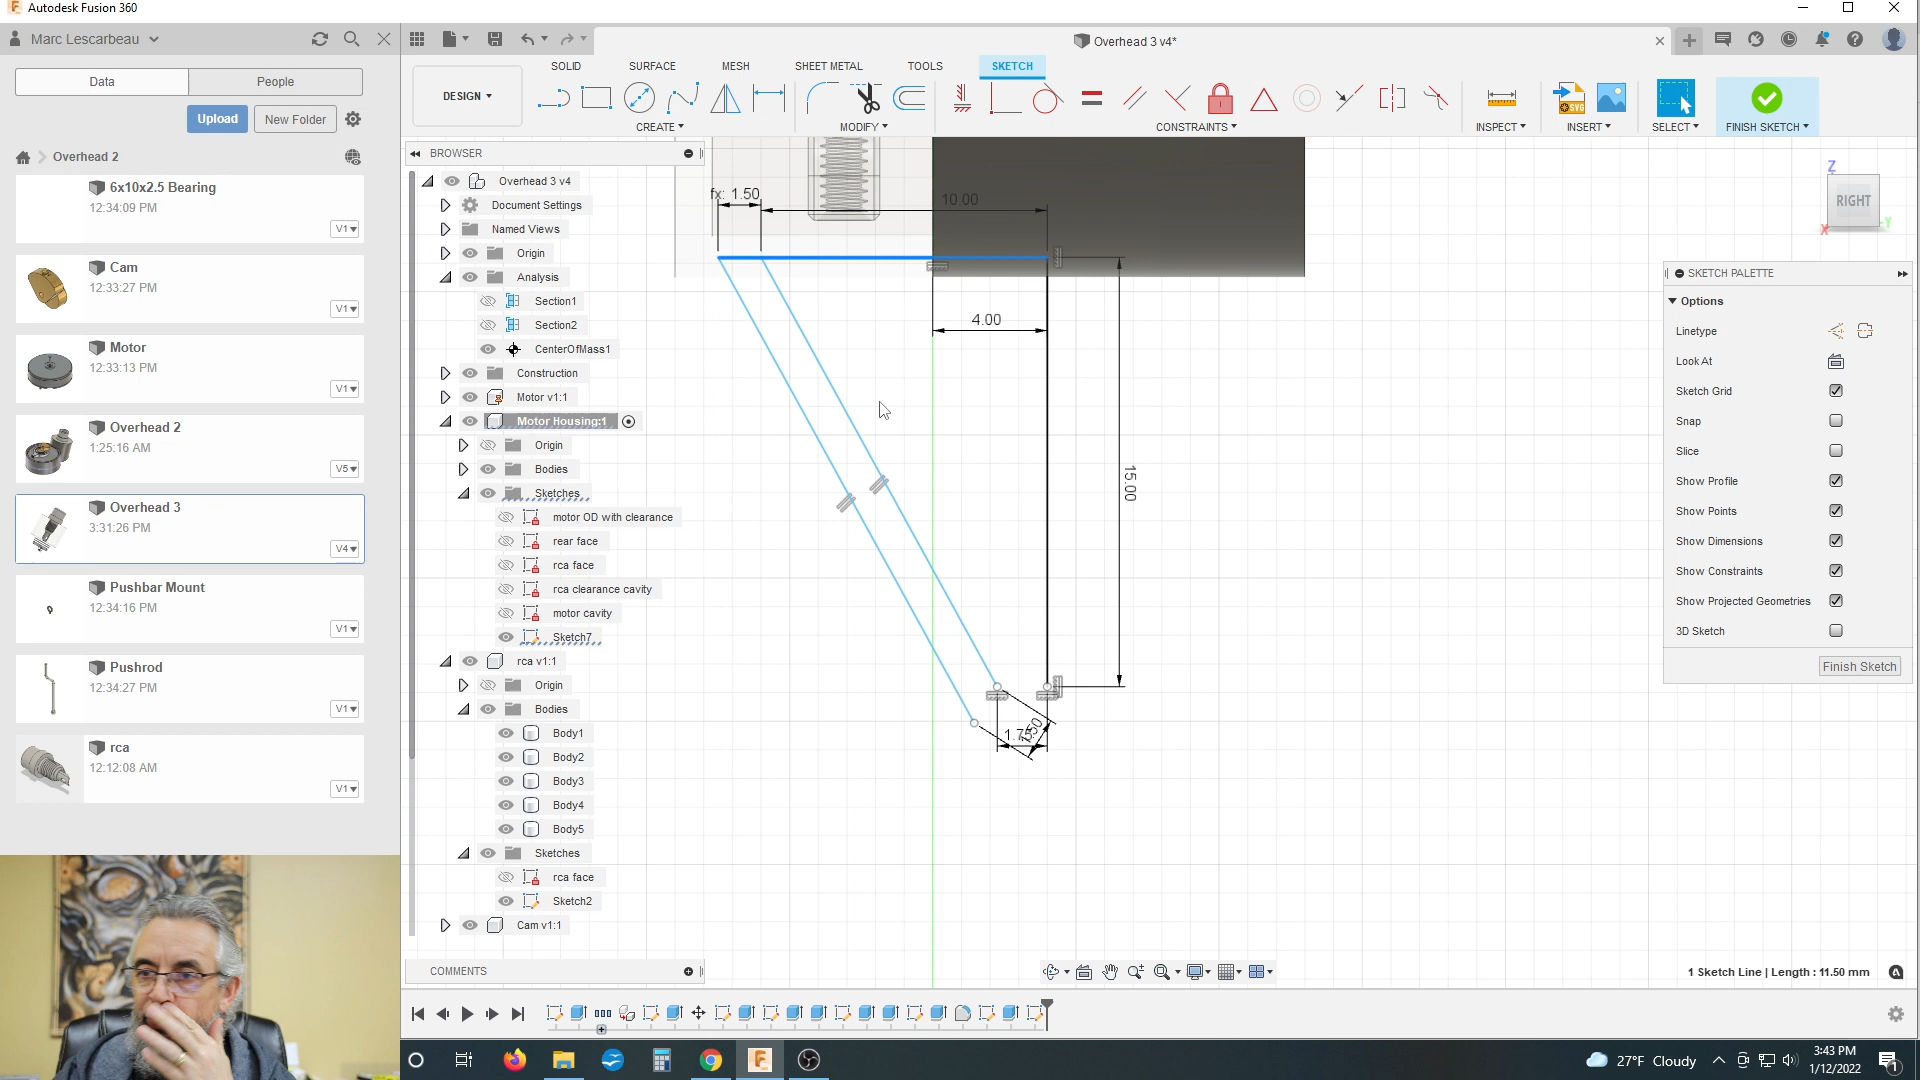 Autodesk Fusion 360
Marc Lescarbeau
Overhead 3 v4*
Data
People
Upload
New Folder
Overhead 2
6x10x2.5 Bearing
12:34:09 PM
V1
Cam
12:33:27 PM
V1
Motor
12:33:13 PM
V1
Overhead 2
1:25:16 AM
V5
Overhead 3
3:31:26 PM
V4
Pushbar Mount
12:34:16 PM
V1
Pushrod
12:34:27 PM
V1
rca
12:12:08 AM
V1
DESIGN
SOLID
SURFACE
MESH
SHEET METAL
TOOLS
SKETCH
CREATE
MODIFY
CONSTRAINTS
INSPECT
INSERT
SELECT
FINISH SKETCH
SVG
BROWSER
Overhead 3 v4
Document Settings
Named Views
Origin
Analysis
Section1
Section2
CenterOfMass1
Construction
Motor v1:1
Motor Housing:1
Origin
Bodies
Sketches
motor OD with clearance
rear face
rca face
rca clearance cavity
motor cavity
Sketch7
rca v1:1
Origin
Bodies
Body1
Body2
Body3
Body4
Body5
Sketches
rca face
Sketch2
Cam v1:1
COMMENTS
fx: 1.50
10.00
4.00
15.00
1.75
1.50
Z
RIGHT
X
Y
SKETCH PALETTE
Options
Linetype
Look At
Sketch Grid
Snap
Slice
Show Profile
Show Points
Show Dimensions
Show Constraints
Show Projected Geometries
3D Sketch
Finish Sketch
1 Sketch Line | Length : 11.50 mm
27°F Cloudy
3:43 PM
1/12/2022
1